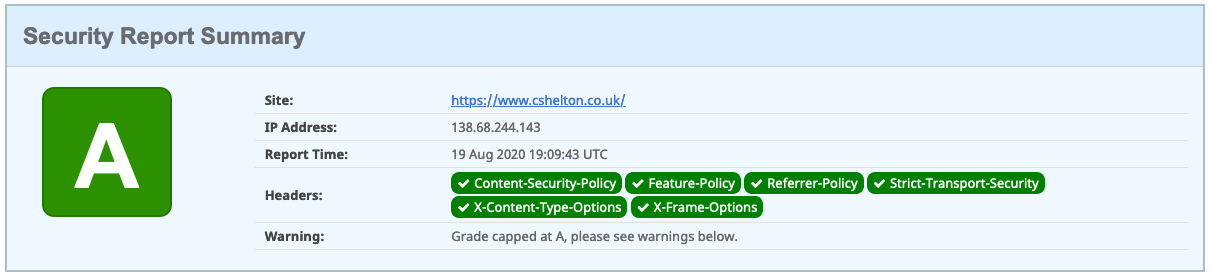 Security Report Summary
A
Site: https://www.cshelton.co.uk/
IP Address: 138.68.244.143
Report Time: 19 Aug 2020 19:09:43 UTC
Headers: Content-Security-Policy Feature-Policy Referrer-Policy Strict-Transport-Security
X-Content-Type-Options X-Frame-Options
Warning: Grade capped at A, please see warnings below.